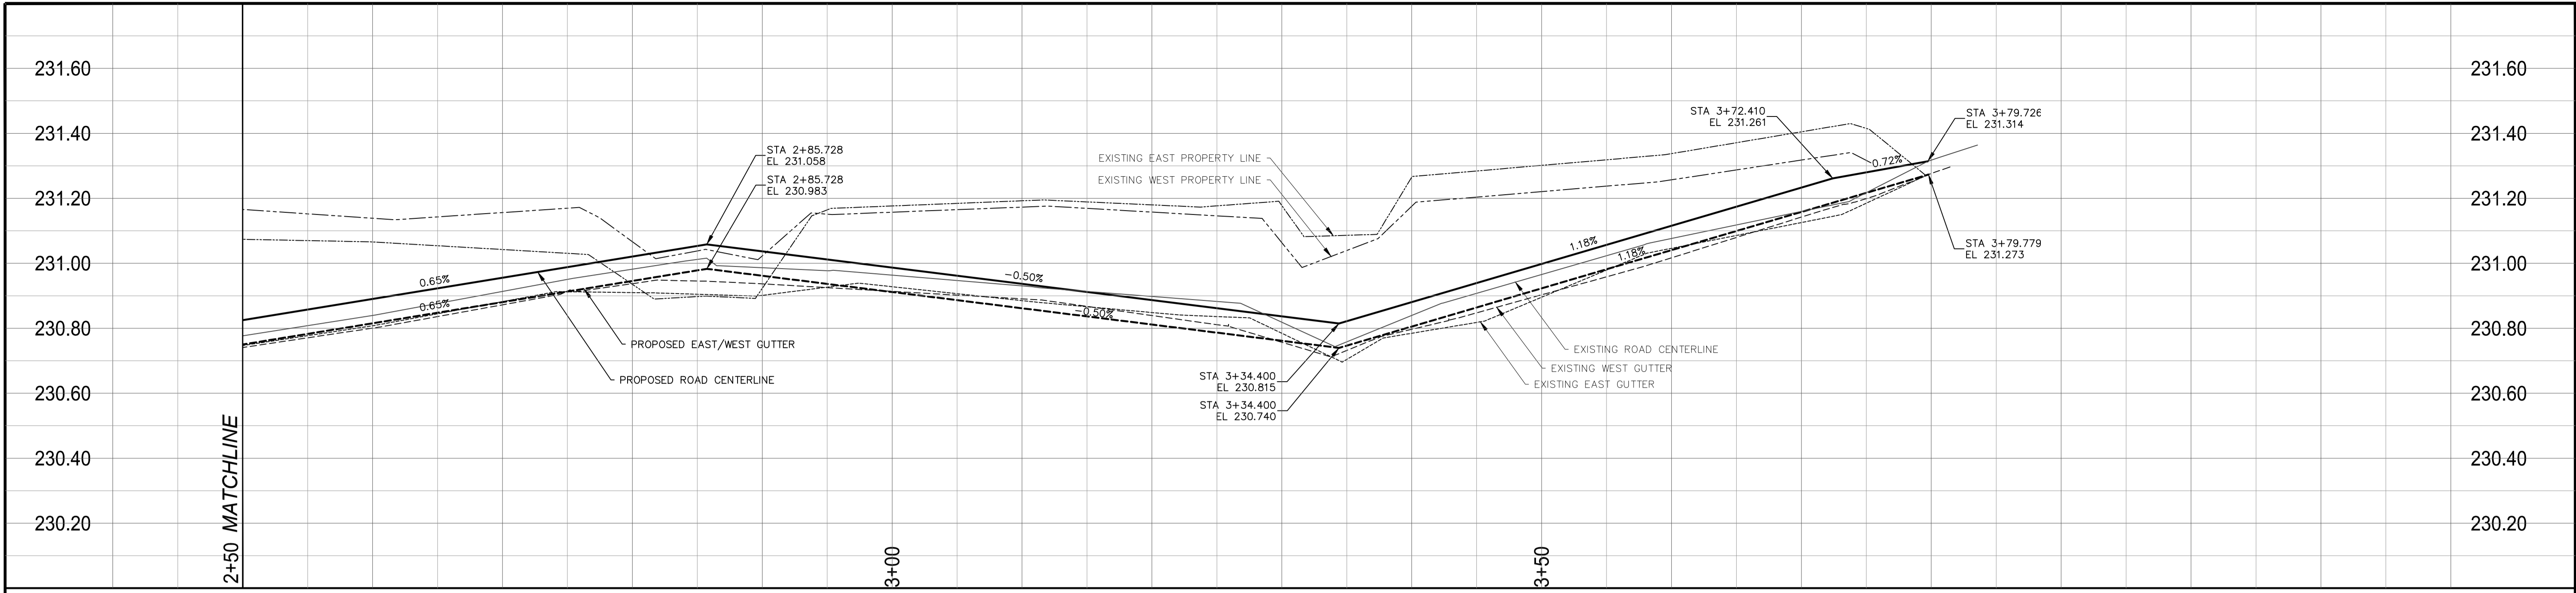 231.60
231.60
STA 3+72.410
EL 231.261
STA 3+79.726
EL 231.314
231.40
231.40
STA 2+85.728
EL 231.058
EXISTING EAST PROPERTY LINE
0.72%
STA 2+85.728
EL 230.983
EXISTING WEST PROPERTY LINE
231.20
231.20
1.18%
STA 3+79.779
EL 231.273
1.18%
231.00
231.00
0.65%
-0.50%
0.65%
-0.50%
230.80
230.80
PROPOSED EAST/WEST GUTTER
EXISTING ROAD CENTERLINE
PROPOSED ROAD CENTERLINE
STA 3+34.400
EL 230.815
EXISTING WEST GUTTER
EXISTING EAST GUTTER
230.60
230.60
STA 3+34.400
EL 230.740
230.40
230.40
230.20
230.20
2+50 MATCHLINE
3+00
3+50